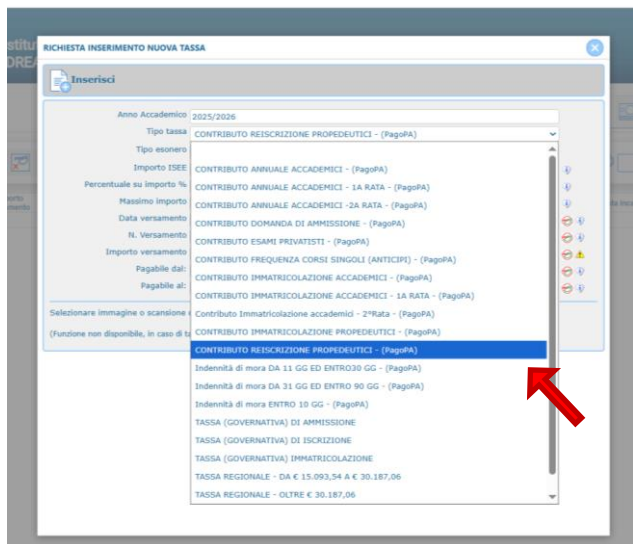 RICHIESTA INSERIMENTO NUOVA TASSA
Inserisci
Anno Accademico 2025/2026
Tipo tassa CONTRIBUTO REISCRIZIONE PROPEDEUTICI - (PagoPA)
Tipo esonero
Importo ISEE
Percentuale su importo %
Massimo importo
Data versamento
N. Versamento
Importo versamento
Pagabile dal:
Pagabile al:
Selezionare immagine o scansione
(Funzione non disponibile, in caso di
CONTRIBUTO ANNUALE ACCADEMICI - (PagoPA)
CONTRIBUTO ANNUALE ACCADEMICI - 1A RATA - (PagoPA)
CONTRIBUTO ANNUALE ACCADEMICI -2A RATA - (PagoPA)
CONTRIBUTO DOMANDA DI AMMISSIONE - (PagoPA)
CONTRIBUTO ESAMI PRIVATISTI - (PagoPA)
CONTRIBUTO FREQUENZA CORSI SINGOLI (ANTICIPI) - (PagoPA)
CONTRIBUTO IMMATRICOLAZIONE ACCADEMICI - (PagoPA)
CONTRIBUTO IMMATRICOLAZIONE ACCADEMICI - 1A RATA - (PagoPA)
Contributo Immatricolazione accademici - 2°Rata - (PagoPA)
CONTRIBUTO IMMATRICOLAZIONE PROPEDEUTICI - (PagoPA)
CONTRIBUTO REISCRIZIONE PROPEDEUTICI - (PagoPA)
Indennità di mora DA 11 GG ED ENTRO30 GG - (PagoPA)
Indennità di mora DA 31 GG ED ENTRO 90 GG - (PagoPA)
Indennità di mora ENTRO 10 GG - (PagoPA)
TASSA (GOVERNATIVA) DI AMMISSIONE
TASSA (GOVERNATIVA) DI ISCRIZIONE
TASSA (GOVERNATIVA) IMMATRICOLAZIONE
TASSA REGIONALE - DA € 15.093,54 A € 30.187,06
TASSA REGIONALE - OLTRE € 30.187,06